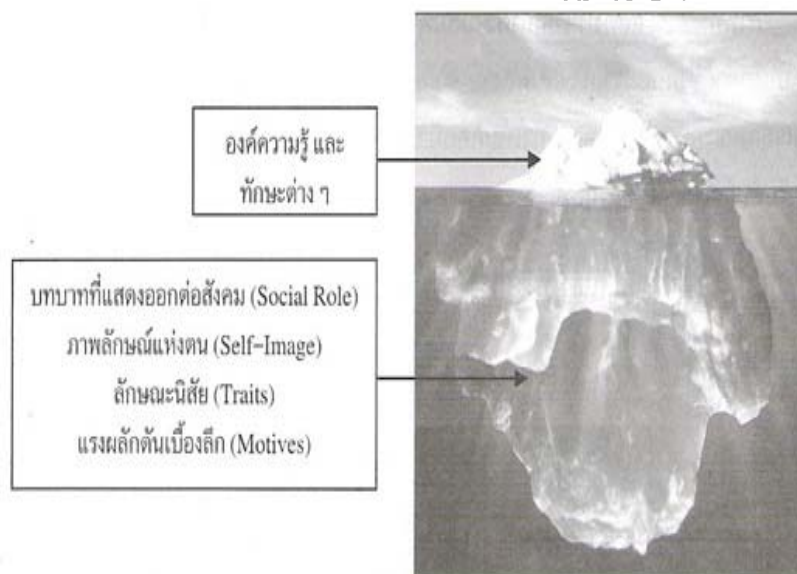 องค์ความรู้ และ
ทักษะต่าง ๆ
บทบาทที่แสดงออกต่อสังคม (Social Role)
ภาพลักษณ์แห่งตน (Self-Image)
ลักษณะนิสัย (Traits)
แรงผลักดันเบื้องลึก (Motives)